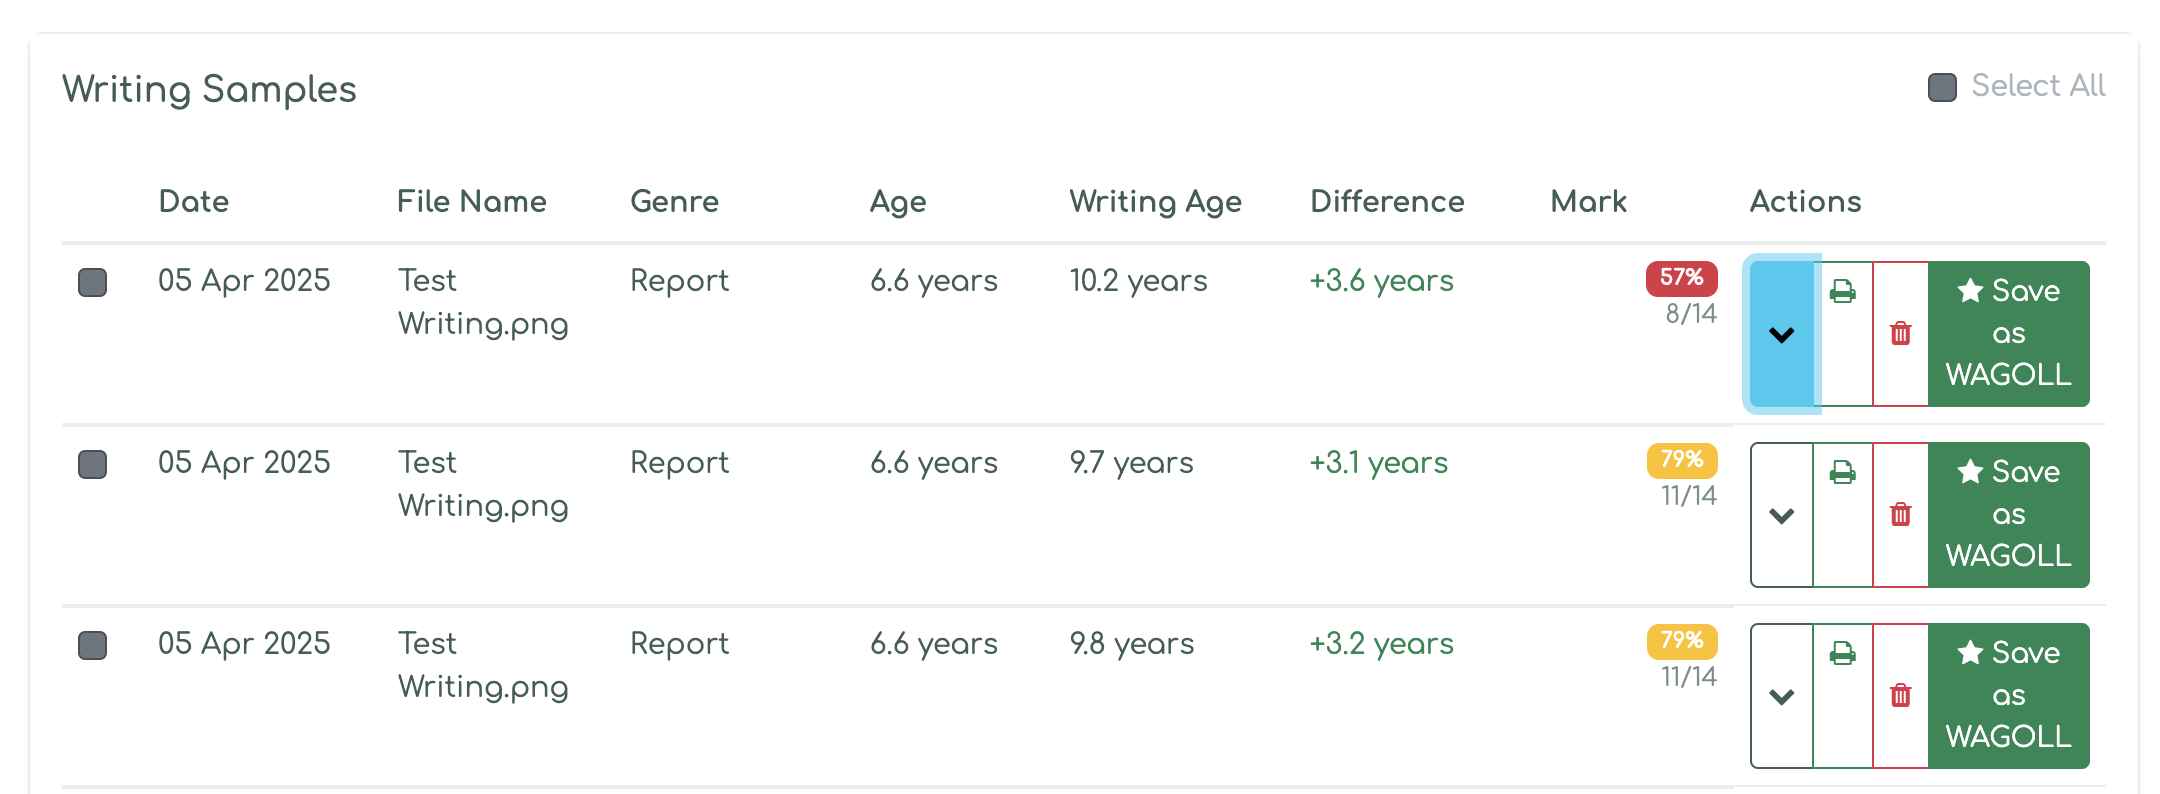 Writing Samples
Select All
Date File Name Genre Age Writing Age Difference Mark Actions
05 Apr 2025 Test Writing.png Report 6.6 years 10.2 years +3.6 years 57% 8/14 Save as WAGOLL
05 Apr 2025 Test Writing.png Report 6.6 years 9.7 years +3.1 years 79% 11/14 Save as WAGOLL
05 Apr 2025 Test Writing.png Report 6.6 years 9.8 years +3.2 years 79% 11/14 Save as WAGOLL